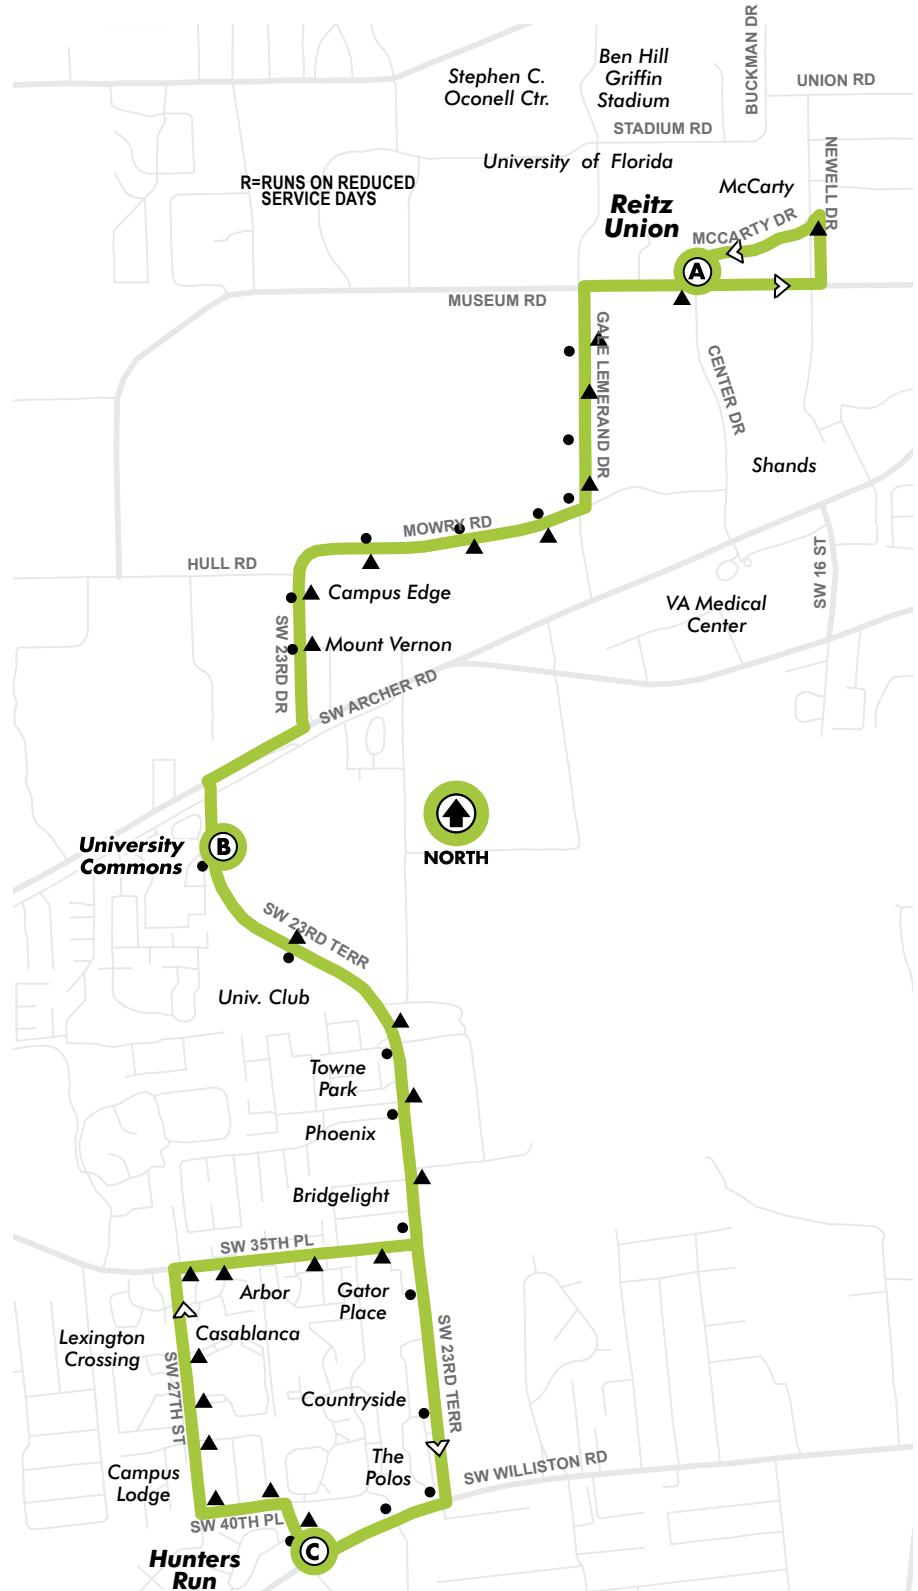 BUCKMAN DR
Ben Hill
Griffin
Stadium
Stephen C.
Oconell Ctr.
UNION RD
STADIUM RD
NEWELL DR
University of Florida
R=RUNS ON REDUCED
SERVICE DAYS
McCarty
Reitz
Union
MCCARTY DR
A
MUSEUM RD
GALE LEMERAND DR
CENTER DR
Shands
MOWRY RD
HULL RD
SW 16 ST
Campus Edge
VA Medical
Center
SW 23RD DR
Mount Vernon
SW ARCHER RD
University
Commons
B
NORTH
SW 23RD TERR
Univ. Club
Towne
Park
Phoenix
Bridgelight
SW 35TH PL
Arbor
Gator
Place
Lexington
Crossing
Casablanca
SW 27TH ST
SW 23RD TERR
Countryside
The
Polos
Campus
Lodge
SW WILLISTON RD
SW 40TH PL
Hunters
Run
C